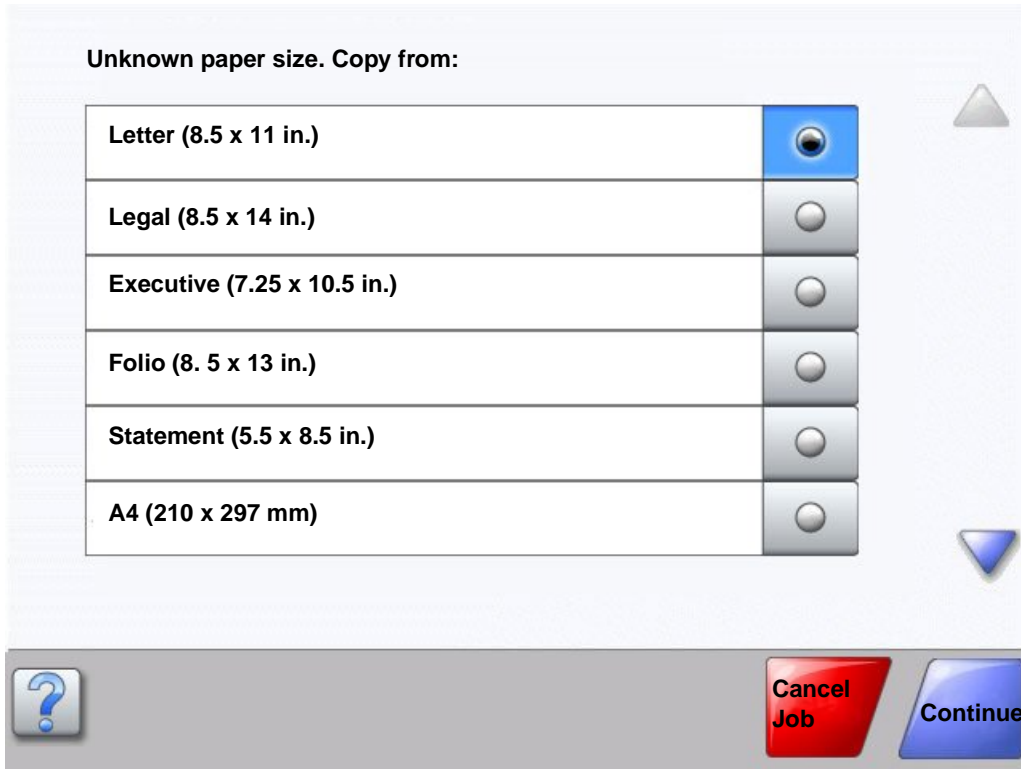 Unknown paper size. Copy from:
Letter (8.5 x 11 in.)
Legal (8.5 x 14 in.)
Executive (7.25 x 10.5 in.)
Folio (8. 5 x 13 in.)
Statement (5.5 x 8.5 in.)
A4 (210 x 297 mm)
?
Cancel
Job
Continue